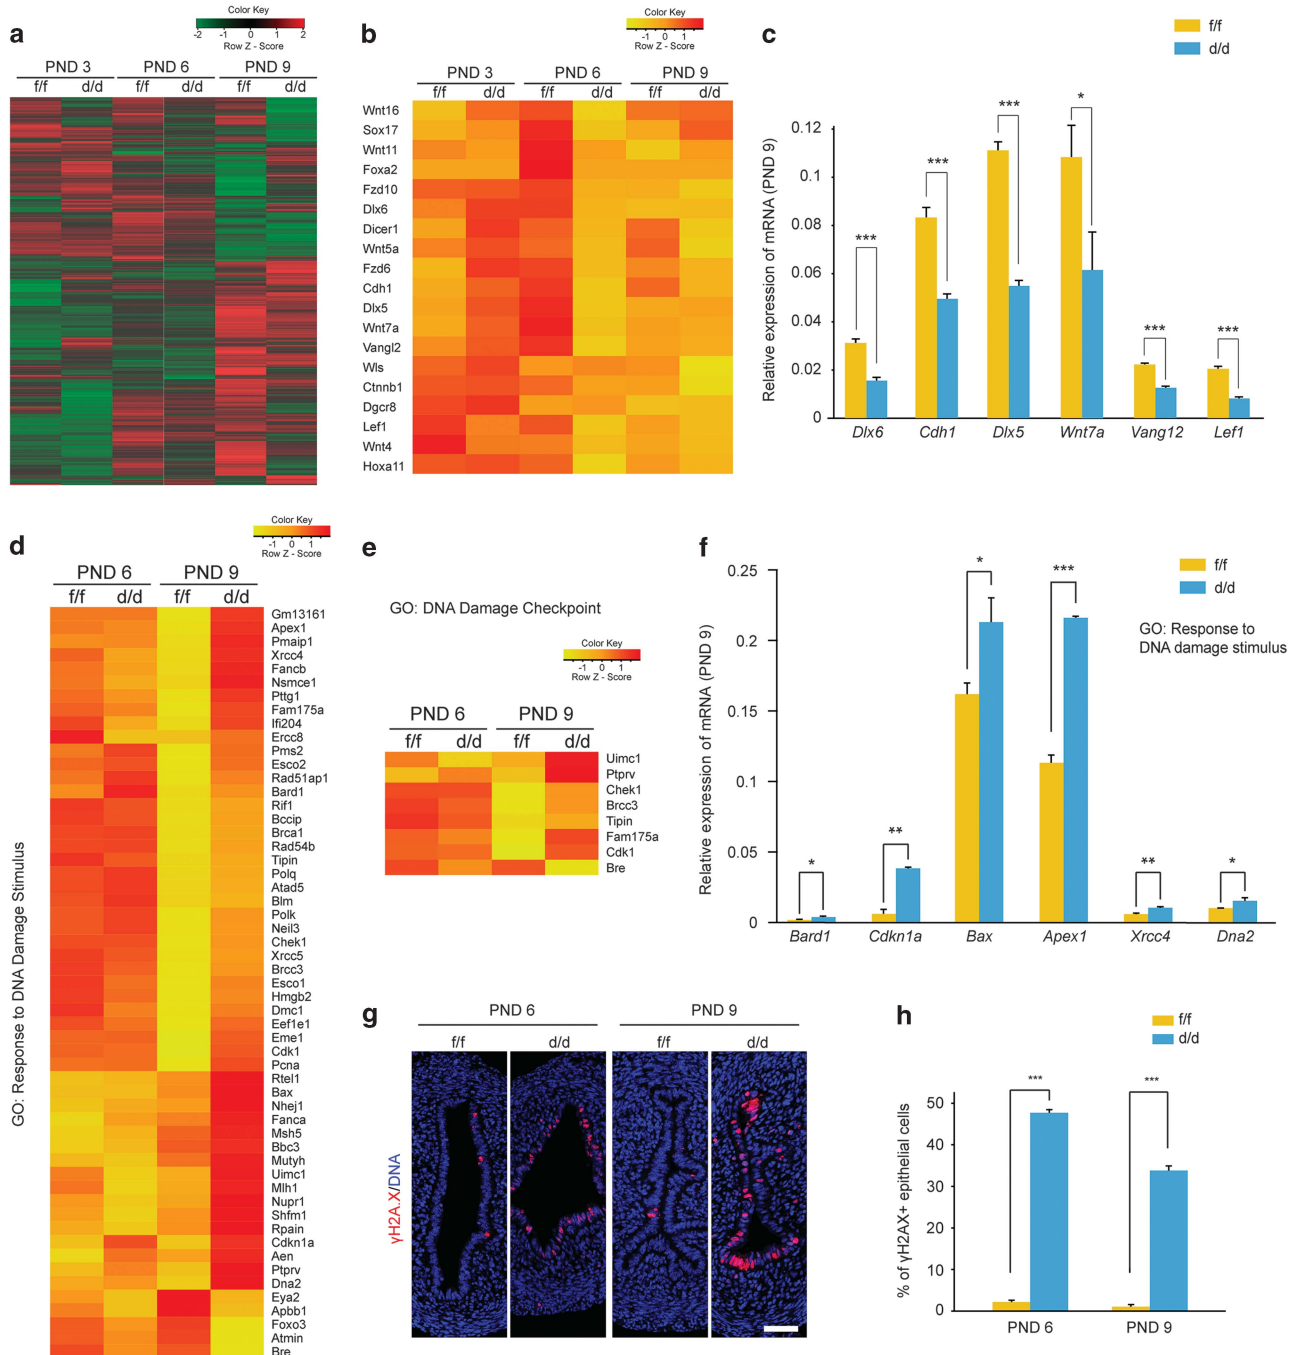 a
Color Key
-2 -1 0 1 2
Row Z - Score
PND 3 PND 6 PND 9
f/f d/d f/f d/d f/f d/d
b
Color Key
-1 0 1
Row Z - Score
PND 3 PND 6 PND 9
f/f d/d f/f d/d f/f d/d
Wnt16
Sox17
Wnt11
Foxa2
Fzd10
Dlx6
Dicer1
Wnt5a
Fzd6
Cdh1
Dlx5
Wnt7a
Vangl2
Wls
Ctnnb1
Dgcr8
Lef1
Wnt4
Hoxa11
c
f/f
d/d
Relative expression of mRNA (PND 9)
0.12
0.1
0.08
0.06
0.04
0.02
0
*** *** *** * *** ***
Dlx6 Cdh1 Dlx5 Wnt7a Vang12 Lef1
d
Color Key
-1 0 1
Row Z - Score
PND 6 PND 9
f/f d/d f/f d/d
GO: Response to DNA Damage Stimulus
Gm13161
Apex1
Pmaip1
Xrcc4
Fancb
Nsmce1
Pttg1
Fam175a
Ifi204
Ercc8
Pms2
Esco2
Rad51ap1
Bard1
Rif1
Bccip
Brca1
Rad54b
Tipin
Polq
Atad5
Blm
Polk
Neil3
Chek1
Xrcc5
Brcc3
Esco1
Hmgb2
Dmc1
Eef1e1
Eme1
Cdk1
Pcna
Rtel1
Bax
Nhej1
Fanca
Msh5
Bbc3
Mutyh
Uimc1
Mlh1
Nupr1
Shfm1
Rpain
Cdkn1a
Aen
Ptprv
Dna2
Eya2
Apbb1
Foxo3
Atmin
Bre
e
GO: DNA Damage Checkpoint
Color Key
-1 0 1
Row Z - Score
PND 6 PND 9
f/f d/d f/f d/d
Uimc1
Ptprv
Chek1
Brcc3
Tipin
Fam175a
Cdk1
Bre
f
f/f
d/d
GO: Response to
DNA damage stimulus
Relative expression of mRNA (PND 9)
0.25
0.2
0.15
0.1
0.05
0
* ** * *** ** *
Bard1 Cdkn1a Bax Apex1 Xrcc4 Dna2
g
PND 6 PND 9
f/f d/d f/f d/d
γH2A.X/DNA
h
f/f
d/d
% of γH2AX+ epithelial cells
50
40
30
20
10
0
*** ***
PND 6 PND 9